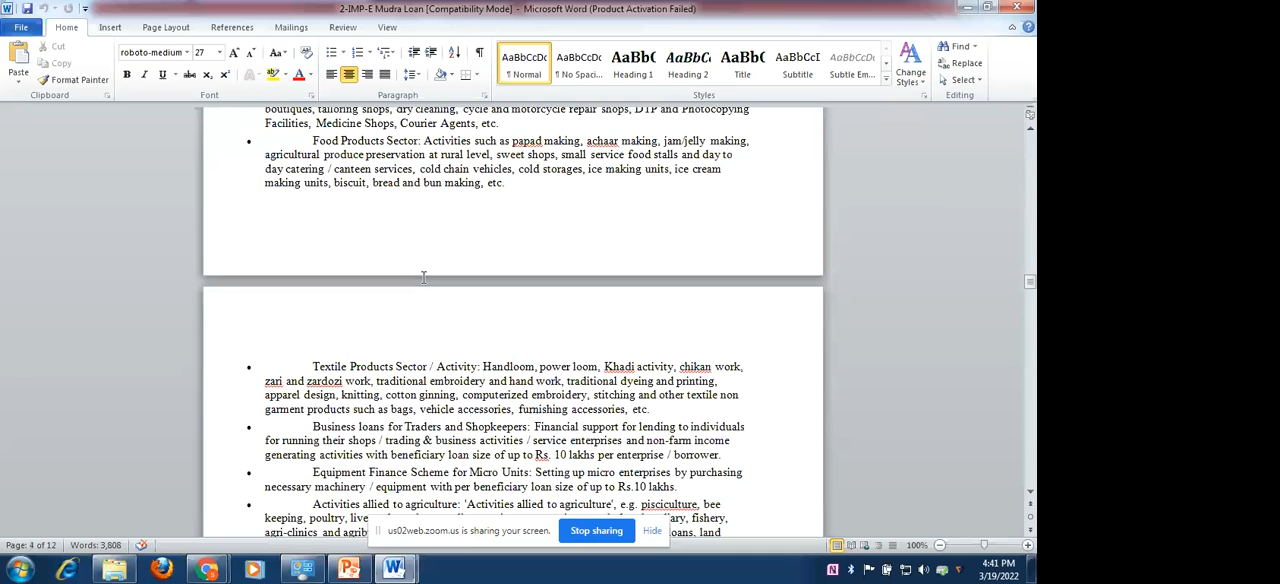 2-IMP-E Mudra Loan [Compatibility Mode] - Microsoft Word (Product Activation Failed)
File Home Insert Page Layout References Mailings Review View
Paste
Cut
Copy
Format Painter
Clipboard
roboto-medium 27
Font
Paragraph
AaBbCcDc AaBbCcDc AaBbC AaBbCc AaBbC AaBbCcI AaBbCcDc
¶ Normal ¶ No Spaci... Heading 1 Heading 2 Title Subtitle Subtle Em...
Styles
Change Styles
Find
Replace
Select
Editing
boutiques, tailoring shops, dry cleaning, cycle and motorcycle repair shops, DTP and Photocopying
Facilities, Medicine Shops, Courier Agents, etc.
• Food Products Sector: Activities such as papad making, achaar making, jam/jelly making,
agricultural produce preservation at rural level, sweet shops, small service food stalls and day to
day catering / canteen services, cold chain vehicles, cold storages, ice making units, ice cream
making units, biscuit, bread and bun making, etc.
• Textile Products Sector / Activity: Handloom, power loom, Khadi activity, chikan work,
zari and zardozi work, traditional embroidery and hand work, traditional dyeing and printing,
apparel design, knitting, cotton ginning, computerized embroidery, stitching and other textile non
garment products such as bags, vehicle accessories, furnishing accessories, etc.
• Business loans for Traders and Shopkeepers: Financial support for lending to individuals
for running their shops / trading & business activities / service enterprises and non-farm income
generating activities with beneficiary loan size of up to Rs. 10 lakhs per enterprise / borrower.
• Equipment Finance Scheme for Micro Units: Setting up micro enterprises by purchasing
necessary machinery / equipment with per beneficiary loan size of up to Rs.10 lakhs.
• Activities allied to agriculture: 'Activities allied to agriculture', e.g. pisciculture, bee
keeping, poultry, fishery,
agri-clinics and land
us02web.zoom.us is sharing your screen. Stop sharing Hide
Page: 4 of 12 Words: 3,808 100%
4:41 PM
3/19/2022